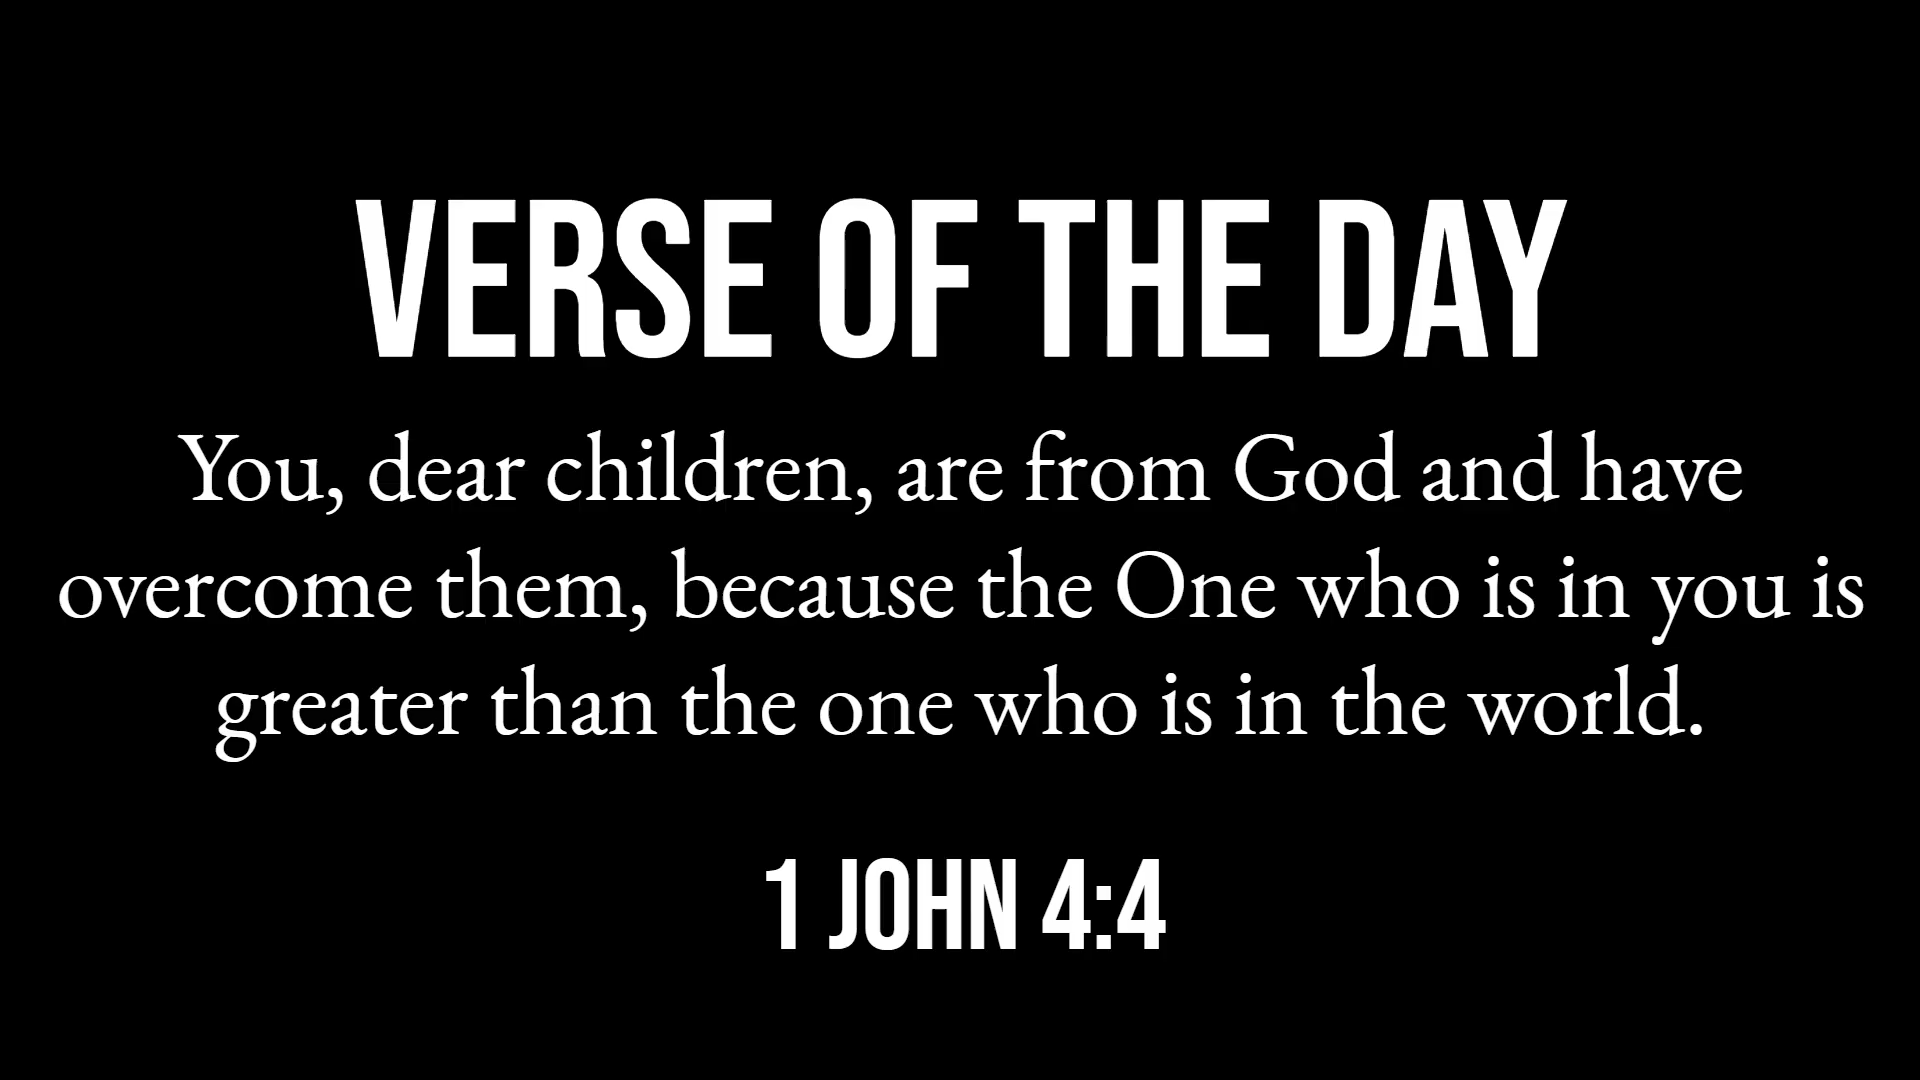 VERSE OF THE DAY
You, dear children, are from God and have
overcome them, because the One who is in you is
greater than the one who is in the world.
1 JOHN 4:4